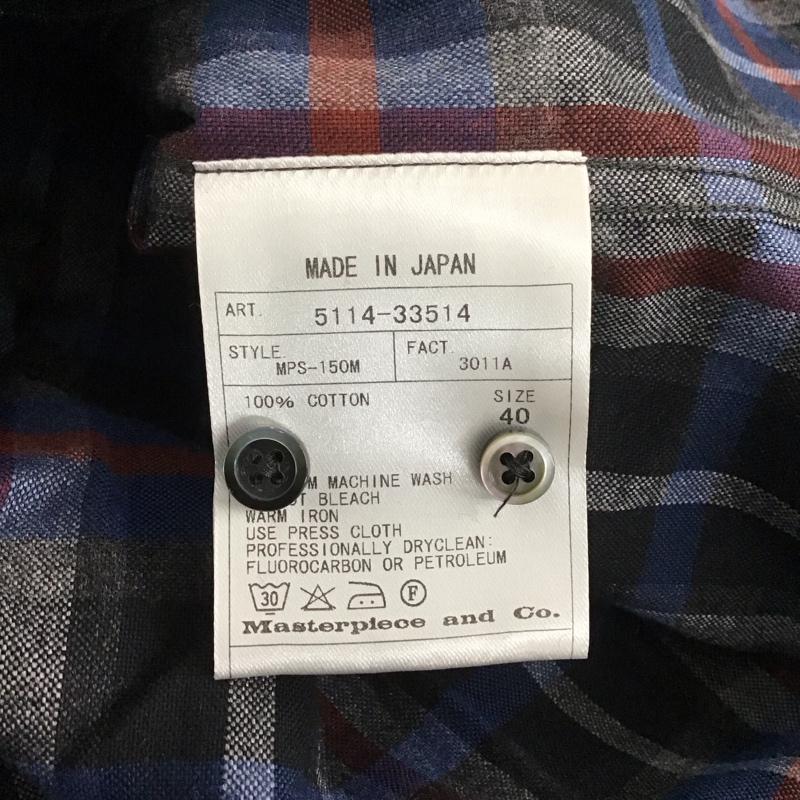 MADE IN JAPAN
ART. 5114-33514
STYLE. FACT.
MPS-150M 3011A
100% COTTON SIZE
40
M MACHINE WASH
T BLEACH
WARM IRON
USE PRESS CLOTH
PROFESSIONALLY DRYCLEAN:
FLUOROCARBON OR PETROLEUM
30 F
Masterpiece and Co.